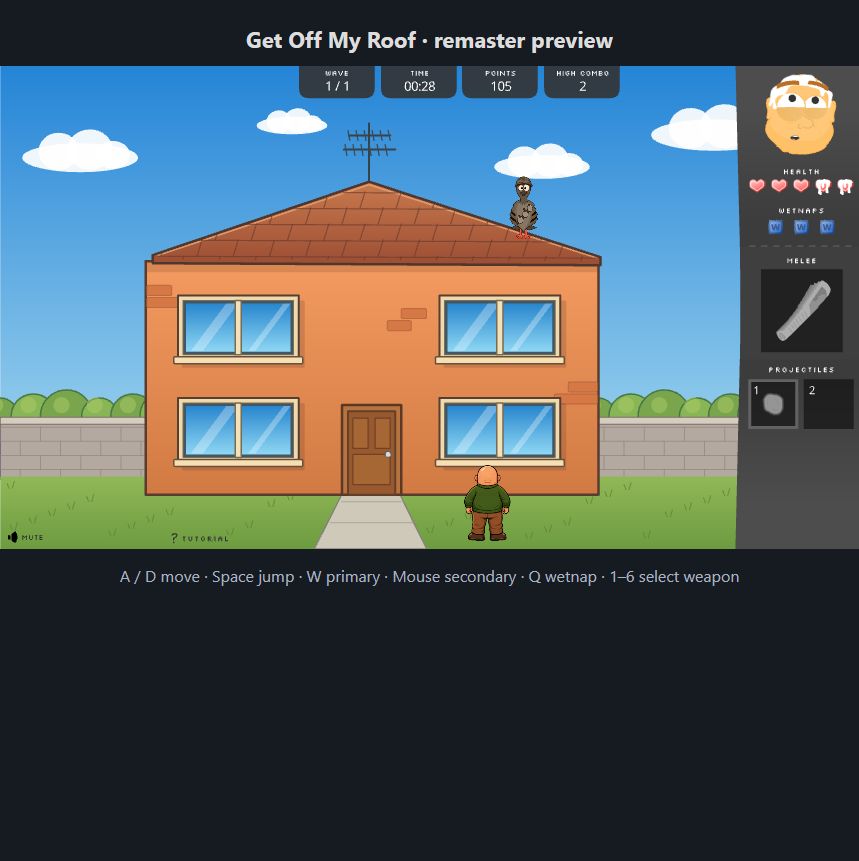 Get Off My Roof · remaster preview
WAVE
1 / 1
TIME
00:28
POINTS
105
HIGH COMBO
2
HEALTH
WETNAPS
W W W
MELEE
PROJECTILES
1 2
MUTE
? TUTORIAL
A / D move · Space jump · W primary · Mouse secondary · Q wetnap · 1–6 select weapon